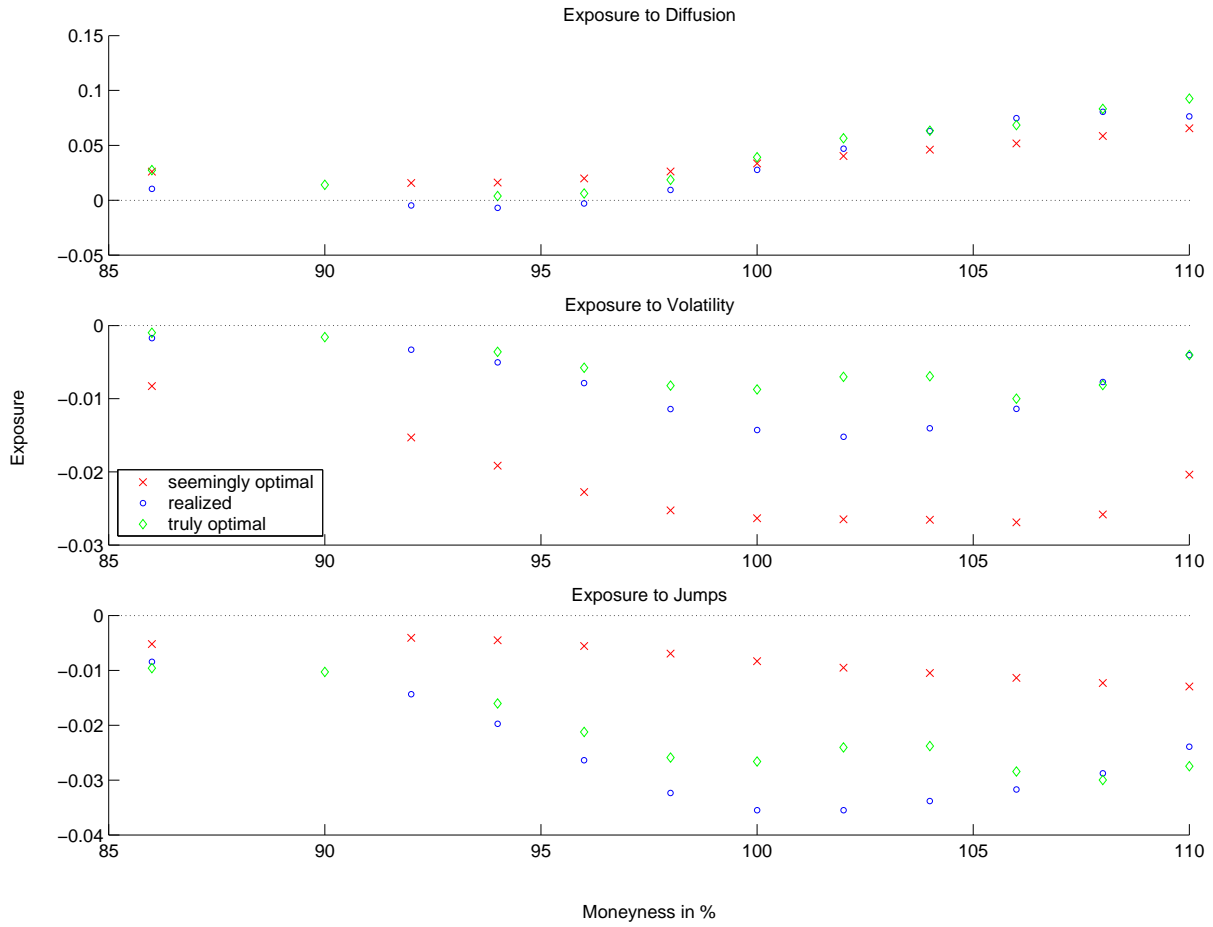 Exposure to Diffusion
0.15
0.1
0.05
0
−0.05
85 90 95 100 105 110
Exposure to Volatility
0
−0.01
−0.02
−0.03
85 90 95 100 105 110
seemingly optimal
realized
truly optimal
Exposure
Exposure to Jumps
0
−0.01
−0.02
−0.03
−0.04
85 90 95 100 105 110
Moneyness in %